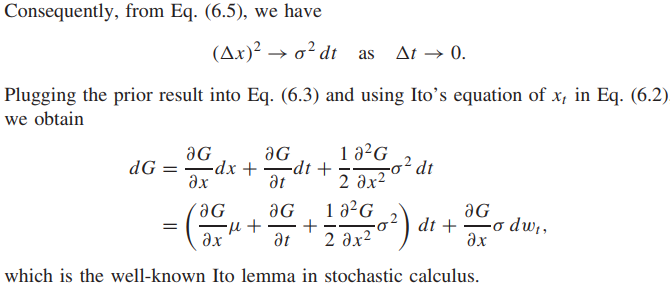 Consequently, from Eq. (6.5), we have
(Δx)² → σ² dt as Δt → 0.
Plugging the prior result into Eq. (6.3) and using Ito's equation of xₜ in Eq. (6.2)
we obtain
dG = ∂G/∂x dx + ∂G/∂t dt + 1/2 ∂²G/∂x² σ² dt
= (∂G/∂x μ + ∂G/∂t + 1/2 ∂²G/∂x² σ²) dt + ∂G/∂x σ dwₜ,
which is the well-known Ito lemma in stochastic calculus.